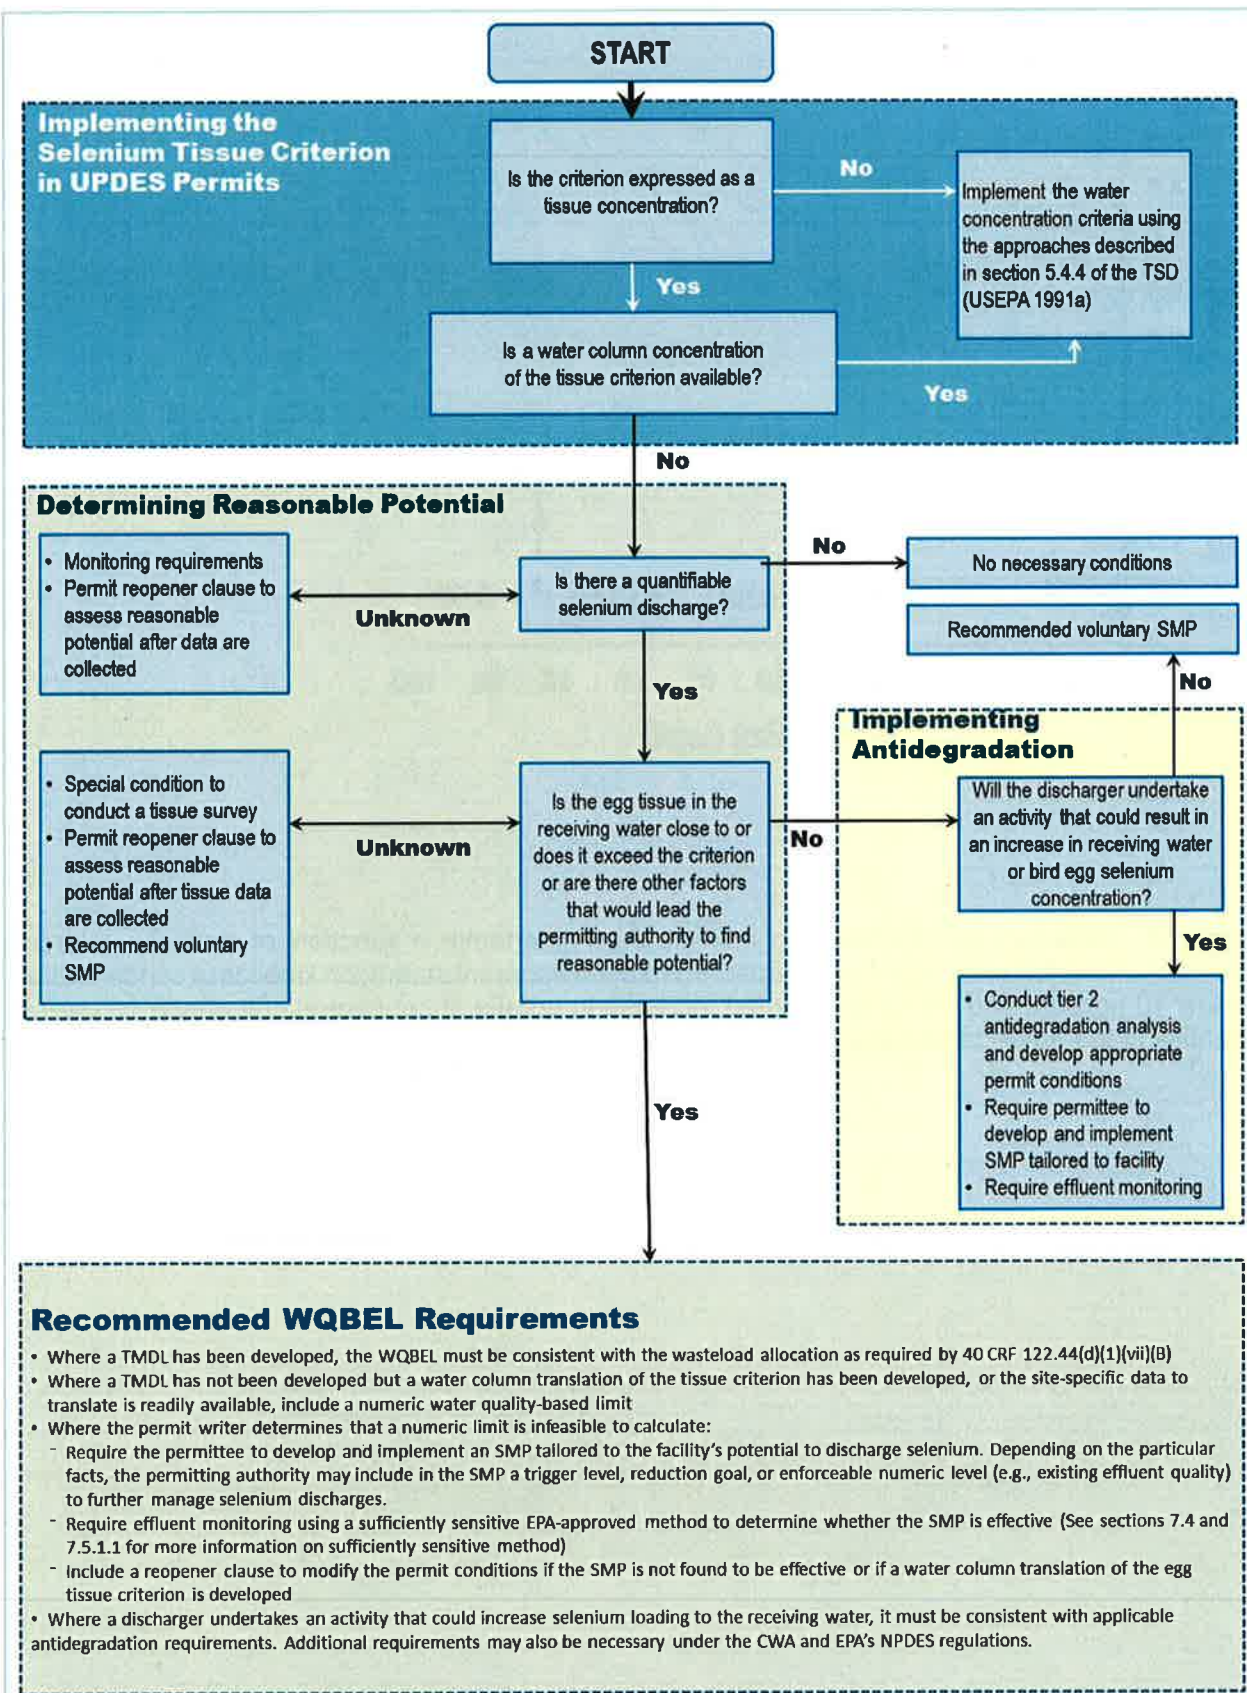 START
Implementing the
Selenium Tissue Criterion
in UPDES Permits
Is the criterion expressed as a
tissue concentration?
No
Implement the water
concentration criteria using
the approaches described
in section 5.4.4 of the TSD
(USEPA 1991a)
Yes
Is a water column concentration
of the tissue criterion available?
Yes
No
Determining Reasonable Potential
• Monitoring requirements
• Permit reopener clause to
assess reasonable
potential after data are
collected
Unknown
Is there a quantifiable
selenium discharge?
No
No necessary conditions
Recommended voluntary SMP
Yes
No
Implementing
Antidegradation
• Special condition to
conduct a tissue survey
• Permit reopener clause to
assess reasonable
potential after tissue data
are collected
• Recommend voluntary
SMP
Unknown
Is the egg tissue in the
receiving water close to or
does it exceed the criterion
or are there other factors
that would lead the
permitting authority to find
reasonable potential?
No
Will the discharger undertake
an activity that could result in
an increase in receiving water
or bird egg selenium
concentration?
Yes
• Conduct tier 2
antidegradation analysis
and develop appropriate
permit conditions
• Require permittee to
develop and implement
SMP tailored to facility
• Require effluent monitoring
Yes
Recommended WQBEL Requirements
• Where a TMDL has been developed, the WQBEL must be consistent with the wasteload allocation as required by 40 CRF 122.44(d)(1)(vii)(B)
• Where a TMDL has not been developed but a water column translation of the tissue criterion has been developed, or the site-specific data to
translate is readily available, include a numeric water quality-based limit
• Where the permit writer determines that a numeric limit is infeasible to calculate:
- Require the permittee to develop and implement an SMP tailored to the facility's potential to discharge selenium. Depending on the particular
facts, the permitting authority may include in the SMP a trigger level, reduction goal, or enforceable numeric level (e.g., existing effluent quality)
to further manage selenium discharges.
- Require effluent monitoring using a sufficiently sensitive EPA-approved method to determine whether the SMP is effective (See sections 7.4 and
7.5.1.1 for more information on sufficiently sensitive method)
- Include a reopener clause to modify the permit conditions if the SMP is not found to be effective or if a water column translation of the egg
tissue criterion is developed
• Where a discharger undertakes an activity that could increase selenium loading to the receiving water, it must be consistent with applicable
antidegradation requirements. Additional requirements may also be necessary under the CWA and EPA's NPDES regulations.